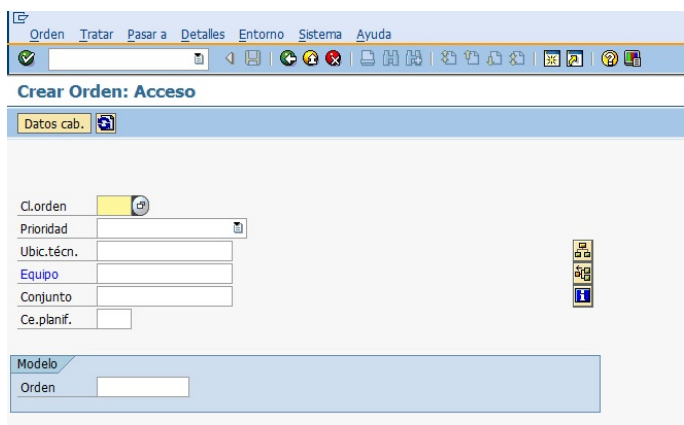 Orden Tratar Pasar a Detalles Entorno Sistema Ayuda
Crear Orden: Acceso
Datos cab.
Cl.orden
Prioridad
Ubic.técn.
Equipo
Conjunto
Ce.planif.
Modelo
Orden